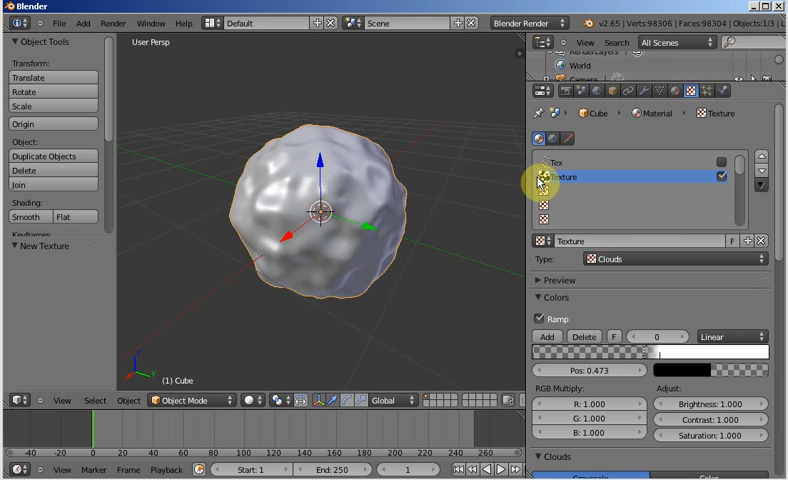 Blender
File Add Render Window Help Default Scene Blender Render v2.65 | Verts:98306 | Faces:98304 | Objects:1/3 | L
Object Tools
Transform:
Translate
Rotate
Scale
Origin
Object:
Duplicate Objects
Delete
Join
Shading:
Smooth Flat
Keyframes:
New Texture
User Persp
z
y
(1) Cube
View Select Object Object Mode Global
-40 -20 0 20 40 60 80 100 120 140 160 180 200 220 240 260
View Marker Frame Playback Start: 1 End: 250 1
View Search All Scenes
RenderLayers
World
Camera
Cube Material Texture
Tex
Texture
Texture F
Type: Clouds
Preview
Colors
Ramp
Add Delete F 0 Linear
Pos: 0.473
RGB Multiply: Adjust:
R: 1.000 Brightness: 1.000
G: 1.000 Contrast: 1.000
B: 1.000 Saturation: 1.000
Clouds
Grayscale Color